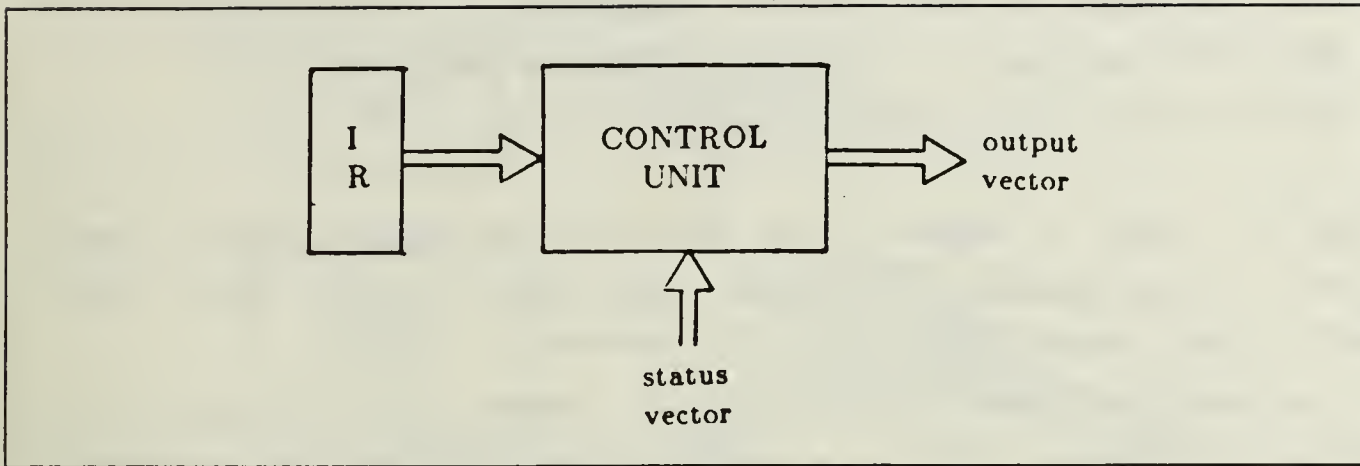 I
R
CONTROL
UNIT
output
vector
status
vector